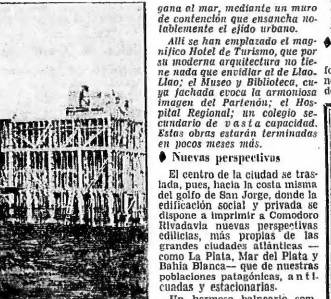 gana al mar, mediante un muro
de contención que ensancha no-
tablemente el ejido urbano.
Allí se han emplazado el mag-
nífico Hotel de Turismo, que por
su moderna arquitectura no tie-
ne nada que envidiar al de Llao-
Llao; el Museo y Biblioteca, cu-
ya fachada evoca la armoniosa
imagen del Partenón; el Hos-
pital Regional; un colegio se-
cundario de vasta capacidad.
Estas obras estarán terminadas
en pocos meses más.
♦ Nuevas perspectivas
El centro de la ciudad se tras-
lada, pues, hacia la costa misma
del golfo de San Jorge, donde la
edificación social y privada se
dispone a imprimir a Comodoro
Rivadavia nuevas perspectivas
edilicias, más propias de las
grandes ciudades atlánticas —
como La Plata, Mar del Plata y
Bahía Blanca— que de nuestras
poblaciones patagónicas, anti-
cuadas y estacionarias.
Un hermoso balneario